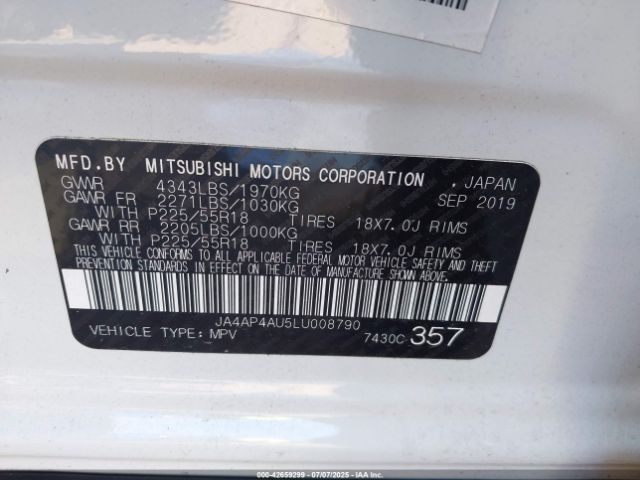 MFD.BY MITSUBISHI MOTORS CORPORATION , JAPAN
GVWR 4343LBS/1970KG SEP 2019
GAWR FR 2271LBS/1030KG
WITH P225/55R18 TIRES 18X7.0J RIMS
GAWR RR 2205LBS/1000KG
WITH P225/55R18 TIRES 18X7.0J RIMS
THIS VEHICLE CONFORMS TO ALL APPLICABLE FEDERAL MOTOR VEHICLE SAFETY AND THEFT
PREVENTION STANDARDS IN EFFECT ON THE DATE OF MANUFACTURE SHOWN ABOVE.
JA4AP4AU5LU008790
VEHICLE TYPE: MPV 7430C 357
000-42659299 07/07/2025 IAAI.com